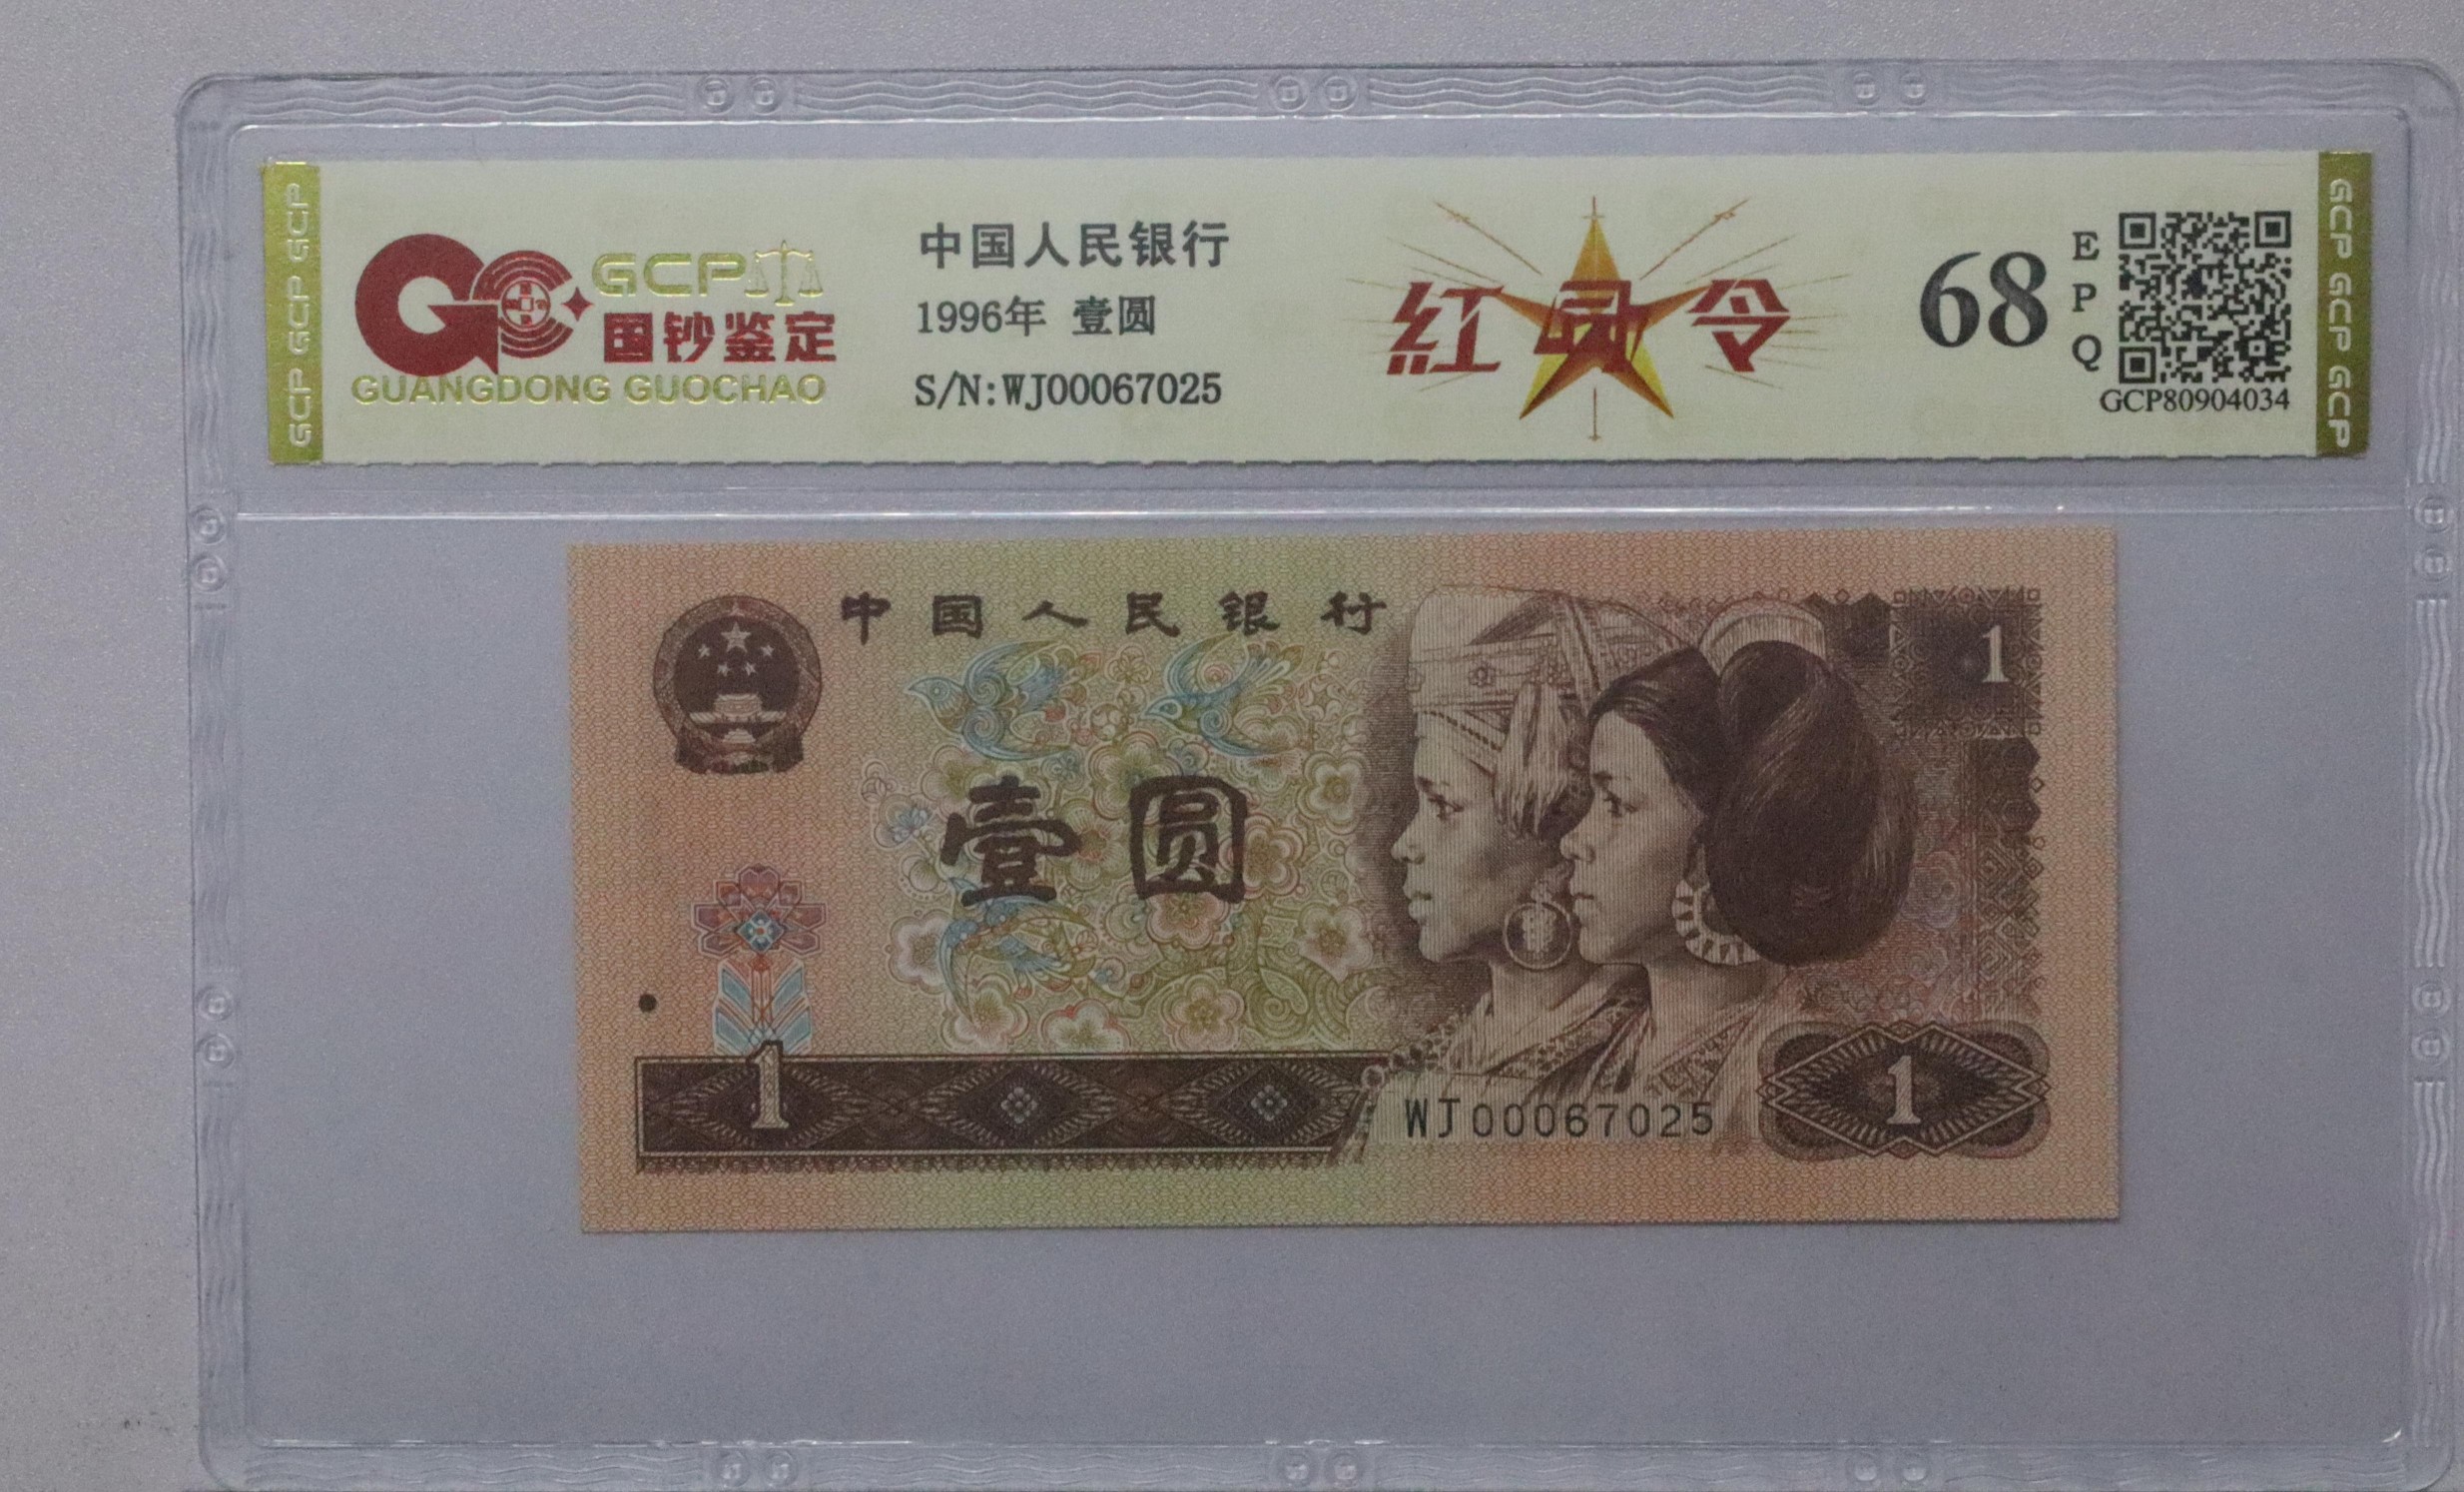 GCP GCP GCP
GCP
国钞鉴定
GUANGDONG GUOCHAO
中国人民银行
1996年 壹圆
S/N:WJ00067025
紅 令
68
E
P
Q
GCP80904034
GCP GCP GCP
中国人民银行
1
壹圆
1
WJ00067025
1